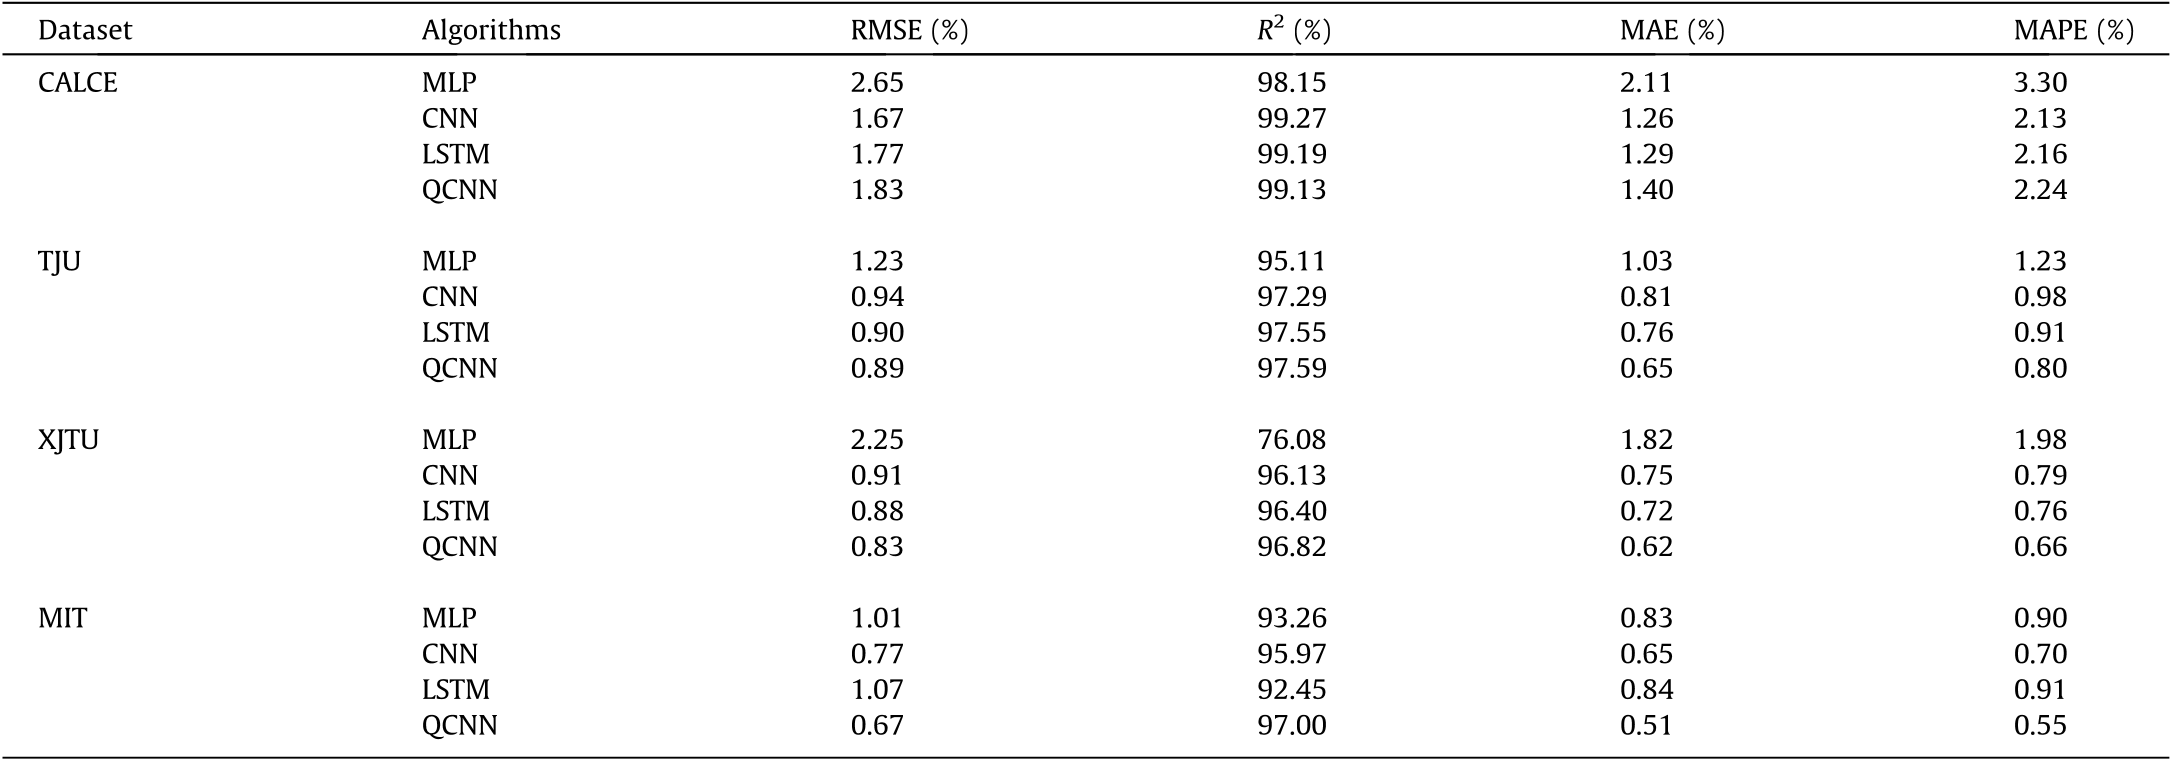 Dataset Algorithms RMSE (%) R² (%) MAE (%) MAPE (%)
CALCE MLP 2.65 98.15 2.11 3.30
CNN 1.67 99.27 1.26 2.13
LSTM 1.77 99.19 1.29 2.16
QCNN 1.83 99.13 1.40 2.24
TJU MLP 1.23 95.11 1.03 1.23
CNN 0.94 97.29 0.81 0.98
LSTM 0.90 97.55 0.76 0.91
QCNN 0.89 97.59 0.65 0.80
XJTU MLP 2.25 76.08 1.82 1.98
CNN 0.91 96.13 0.75 0.79
LSTM 0.88 96.40 0.72 0.76
QCNN 0.83 96.82 0.62 0.66
MIT MLP 1.01 93.26 0.83 0.90
CNN 0.77 95.97 0.65 0.70
LSTM 1.07 92.45 0.84 0.91
QCNN 0.67 97.00 0.51 0.55